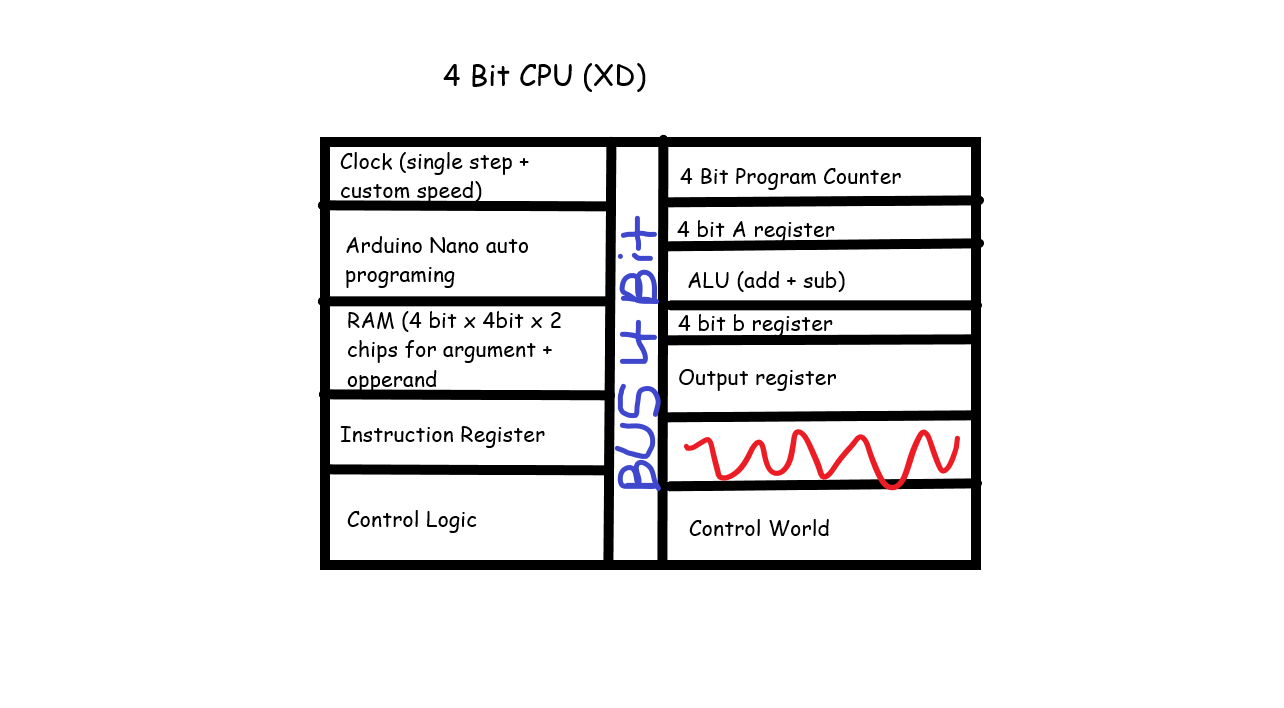 4 Bit CPU (XD)
Clock (single step +
custom speed)
Arduino Nano auto
programing
RAM (4 bit x 4bit x 2
chips for argument +
opperand
Instruction Register
Control Logic
BUS 4 Bit
4 Bit Program Counter
4 bit A register
ALU (add + sub)
4 bit b register
Output register
Control World